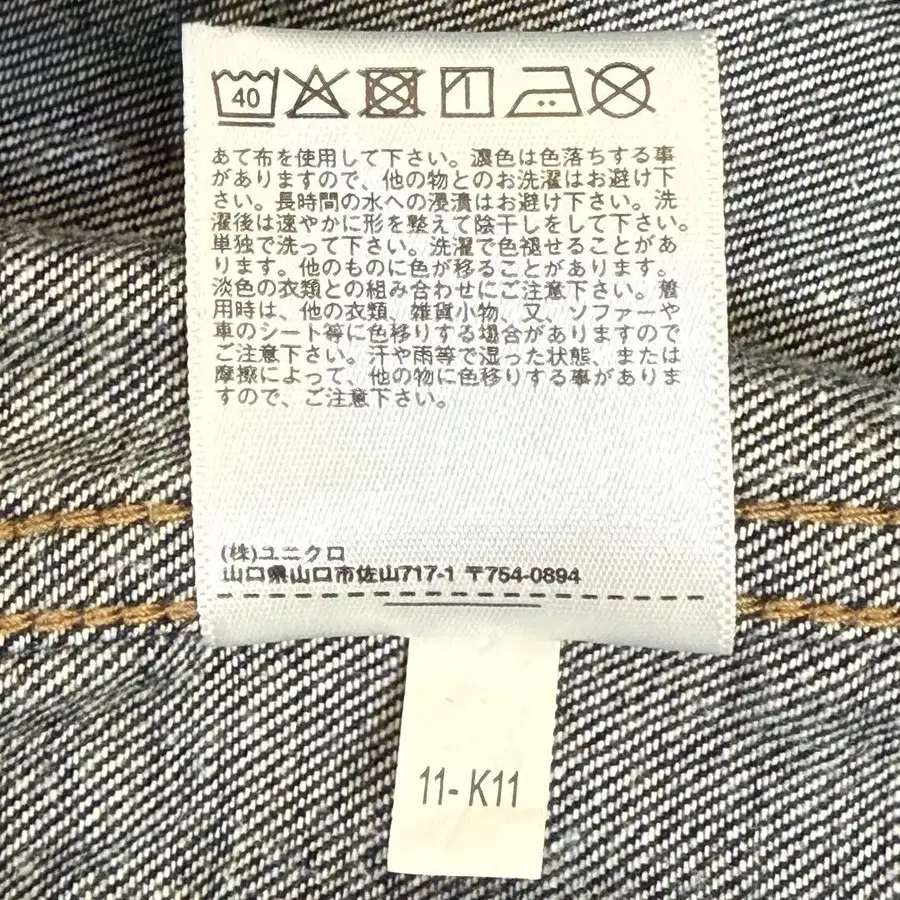 40
あて布を使用して下さい。濃色は色落ちする事
がありますので、他の物とのお洗濯はお避け下
さい。長時間の水への浸漬はお避け下さい。洗
濯後は速やかに形を整えて陰干しをして下さい。
単独で洗って下さい。洗濯で色褪せることがあ
ります。他のものに色が移ることがあります。
淡色の衣類との組み合わせにご注意下さい。着
用時は、他の衣類、雑貨小物、又、ソファーや
車のシート等に色移りする場合がありますので
ご注意下さい。汗や雨等で湿った状態、または
摩擦によって、他の物に色移りする事がありま
すので、ご注意下さい。
(株)ユニクロ
山口県山口市佐山717-1 〒754-0894
11-K11